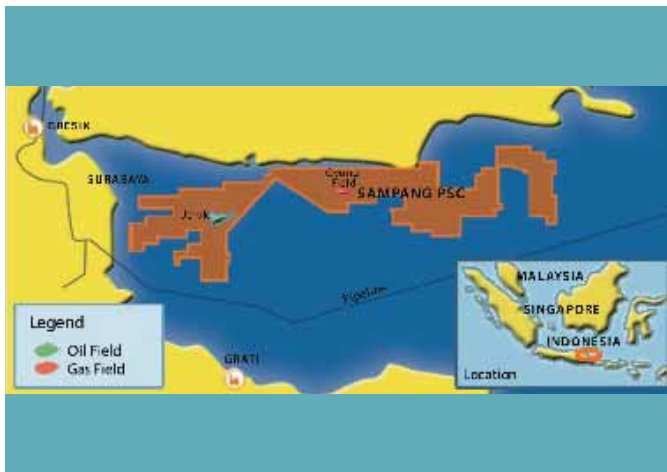 GRESIK
SURABAYA
Oyong
Field
SAMPANG PSC
Jeruk
Pipeline
GRATI
Legend
Oil Field
Gas Field
MALAYSIA
SINGAPORE
INDONESIA
Location